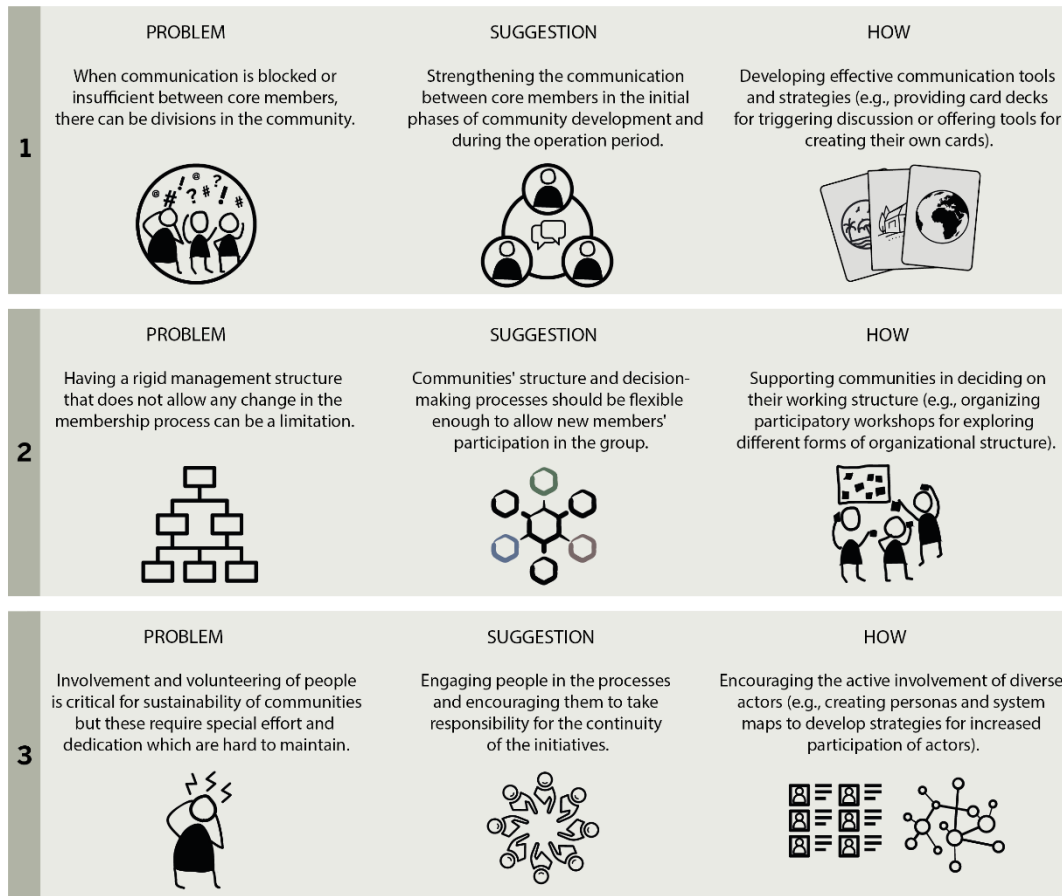 1
PROBLEM
When communication is blocked or
insufficient between core members,
there can be divisions in the community.
@ ! @ ? # ? # ! #
SUGGESTION
Strengthening the communication
between core members in the initial
phases of community development and
during the operation period.
HOW
Developing effective communication tools
and strategies (e.g., providing card decks
for triggering discussion or offering tools for
creating their own cards).
2
PROBLEM
Having a rigid management structure
that does not allow any change in the
membership process can be a limitation.
SUGGESTION
Communities' structure and decision-
making processes should be flexible
enough to allow new members'
participation in the group.
HOW
Supporting communities in deciding on
their working structure (e.g., organizing
participatory workshops for exploring
different forms of organizational structure).
3
PROBLEM
Involvement and volunteering of people
is critical for sustainability of communities
but these require special effort and
dedication which are hard to maintain.
SUGGESTION
Engaging people in the processes
and encouraging them to take
responsibility for the continuity
of the initiatives.
HOW
Encouraging the active involvement of diverse
actors (e.g., creating personas and system
maps to develop strategies for increased
participation of actors).